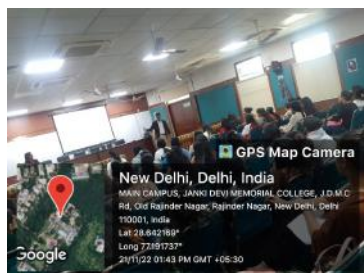 GPS Map Camera
New Delhi, Delhi, India
MAIN CAMPUS, JANKI DEVI MEMORIAL COLLEGE, J.D.M.C
Rd, Old Rajinder Nagar, Rajinder Nagar, New Delhi, Delhi
110001, India
Lat 28.642169°
Long 77.191737°
21/11/22 01:43 PM GMT +05:30
Google